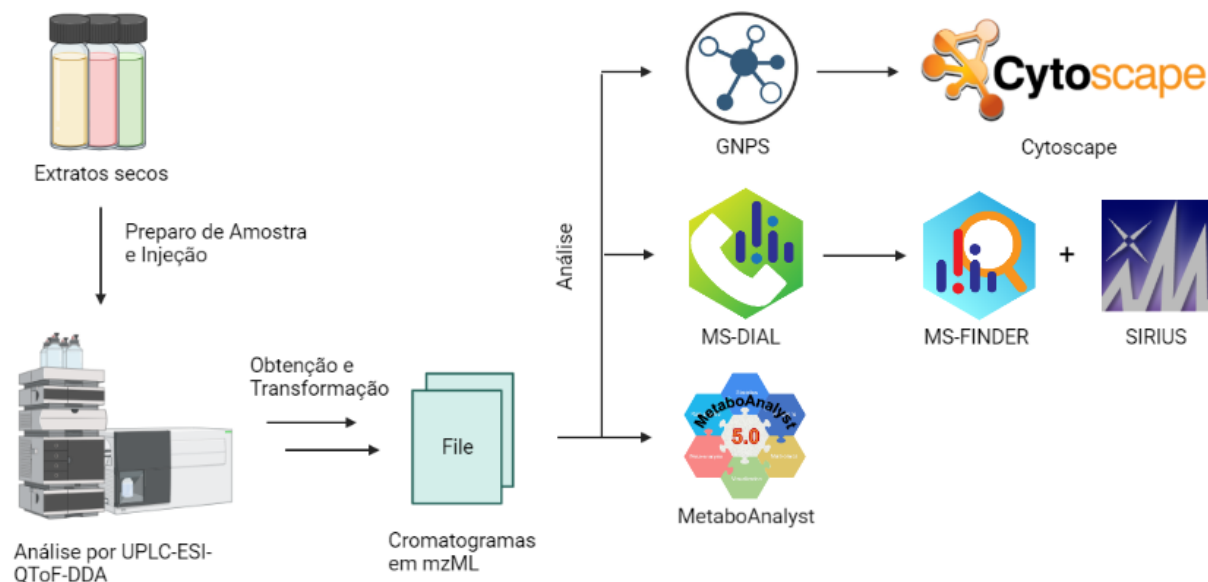 Extratos secos
Preparo de Amostra
e Injeção
Análise por UPLC-ESI-
QToF-DDA
Obtenção e
Transformação
File
Cromatogramas
em mzML
Análise
GNPS
Cytoscape
Cytoscape
MS-DIAL
MS-FINDER
+
SIRIUS
MetaboAnalyst
5.0
MetaboAnalyst